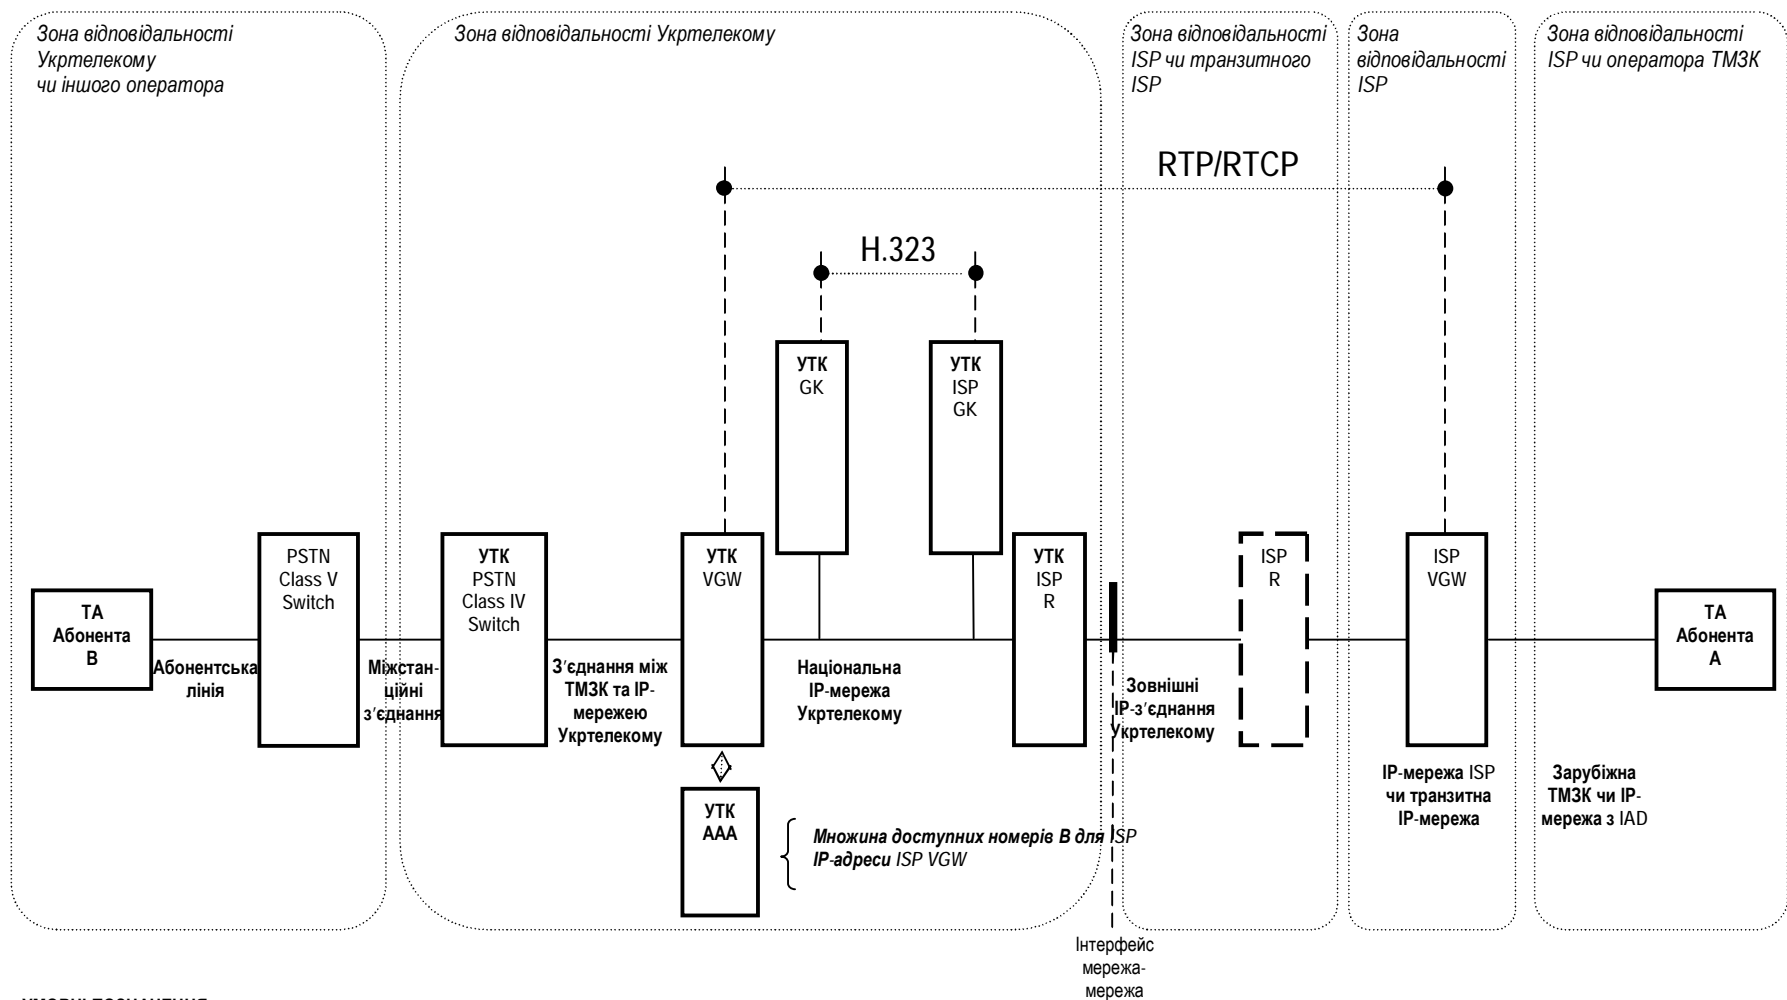 Зона відповідальності
Укртелекому
чи іншого оператора
Зона відповідальності Укртелекому
Зона відповідальності
ISP чи транзитного
ISP
Зона
відповідальності
ISP
Зона відповідальності
ISP чи оператора ТМЗК
RTP/RTCP
H.323
УТК
GK
УТК
ISP
GK
ТА
Абонента
В
Абонентська
лінія
PSTN
Class V
Switch
Міжстан-
ційні
з'єднання
УТК
PSTN
Class IV
Switch
З'єднання між
ТМЗК та IP-
мережею
Укртелекому
УТК
VGW
Національна
IP-мережа
Укртелекому
УТК
ISP
R
Зовнішні
IP-з'єднання
Укртелекому
ISP
R
ISP
VGW
ТА
Абонента
А
IP-мережа ISP
чи транзитна
IP-мережа
Зарубіжна
ТМЗК чи IP-
мережа з IAD
УТК
AAA
Множина доступних номерів В для ISP
IP-адреси ISP VGW
Інтерфейс
мережа-
мережа